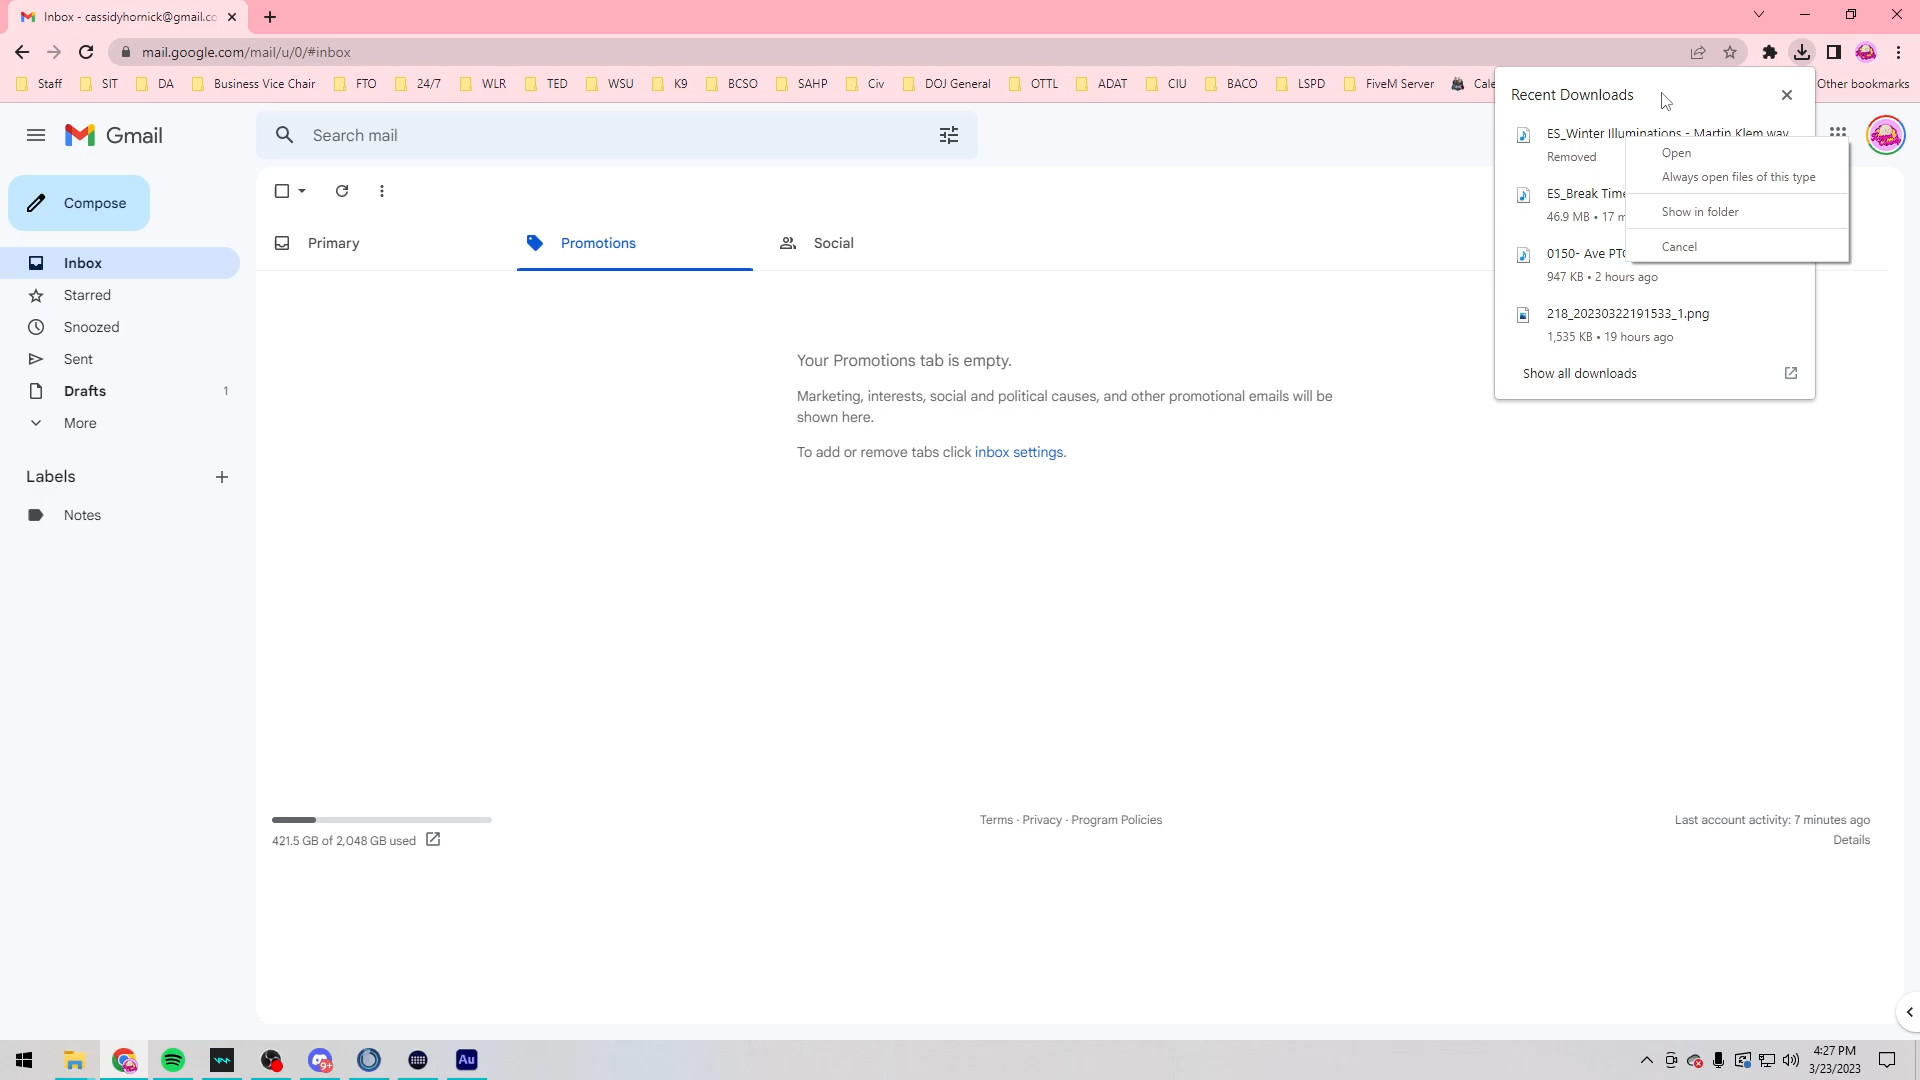 Inbox - cassidyhornick@gmail.co
mail.google.com/mail/u/0/#inbox
Staff SIT DA Business Vice Chair FTO 24/7 WLR TED WSU K9 BCSO SAHP Civ DOJ General OTTL ADAT CIU BACO LSPD FiveM Server Cale Other bookmarks
Recent Downloads
ES_Winter Illuminations - Martin Klem.wav
Removed
ES_Break Time
46.9 MB • 17 m
0150- Ave PTO
947 KB • 2 hours ago
218_20230322191533_1.png
1,535 KB • 19 hours ago
Show all downloads
Open
Always open files of this type
Show in folder
Cancel
Gmail
Search mail
Compose
Inbox
Starred
Snoozed
Sent
Drafts 1
More
Labels
Notes
Primary
Promotions
Social
Your Promotions tab is empty.
Marketing, interests, social and political causes, and other promotional emails will be
shown here.
To add or remove tabs click inbox settings.
421.5 GB of 2,048 GB used
Terms · Privacy · Program Policies
Last account activity: 7 minutes ago
Details
9+
Au
4:27 PM
3/23/2023